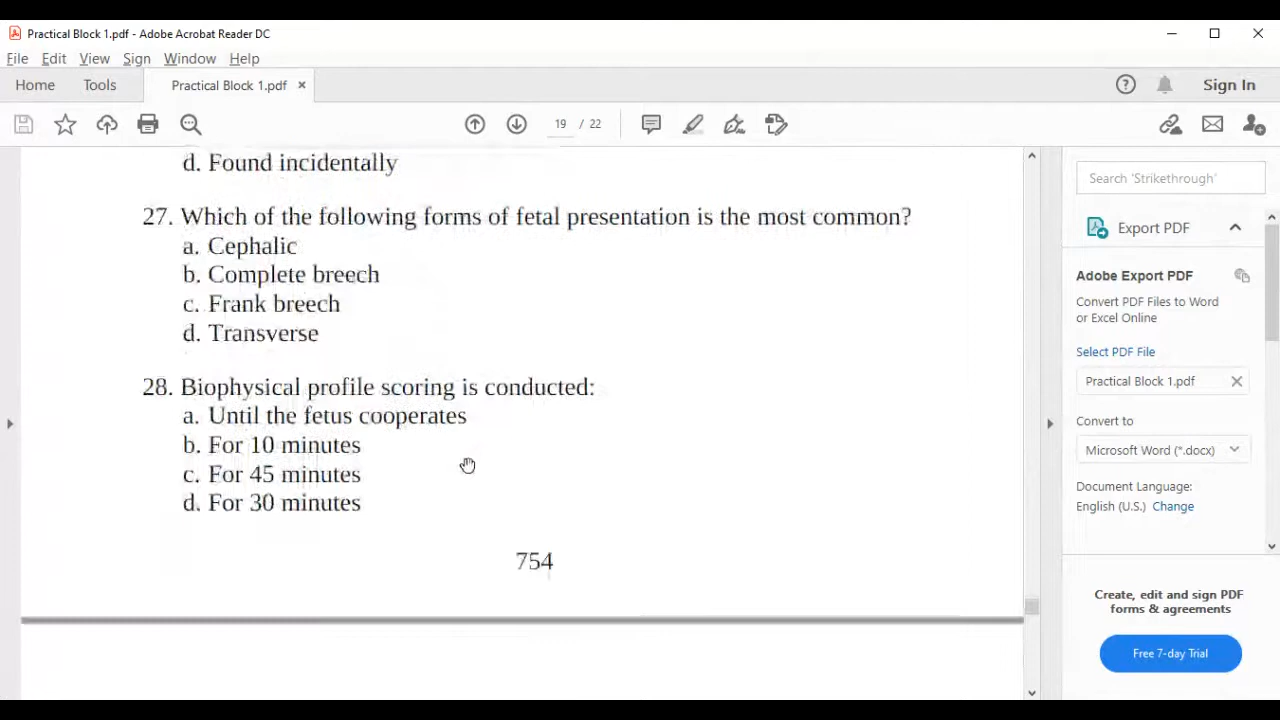 Practical Block 1.pdf - Adobe Acrobat Reader DC
File Edit View Sign Window Help
Home Tools Practical Block 1.pdf × Sign In
19 / 22
d. Found incidentally
27. Which of the following forms of fetal presentation is the most common?
a. Cephalic
b. Complete breech
c. Frank breech
d. Transverse
28. Biophysical profile scoring is conducted:
a. Until the fetus cooperates
b. For 10 minutes
c. For 45 minutes
d. For 30 minutes
754
Search 'Strikethrough'
Export PDF
Adobe Export PDF
Convert PDF Files to Word
or Excel Online
Select PDF File
Practical Block 1.pdf
Convert to
Microsoft Word (*.docx)
Document Language:
English (U.S.) Change
Create, edit and sign PDF
forms & agreements
Free 7-day Trial